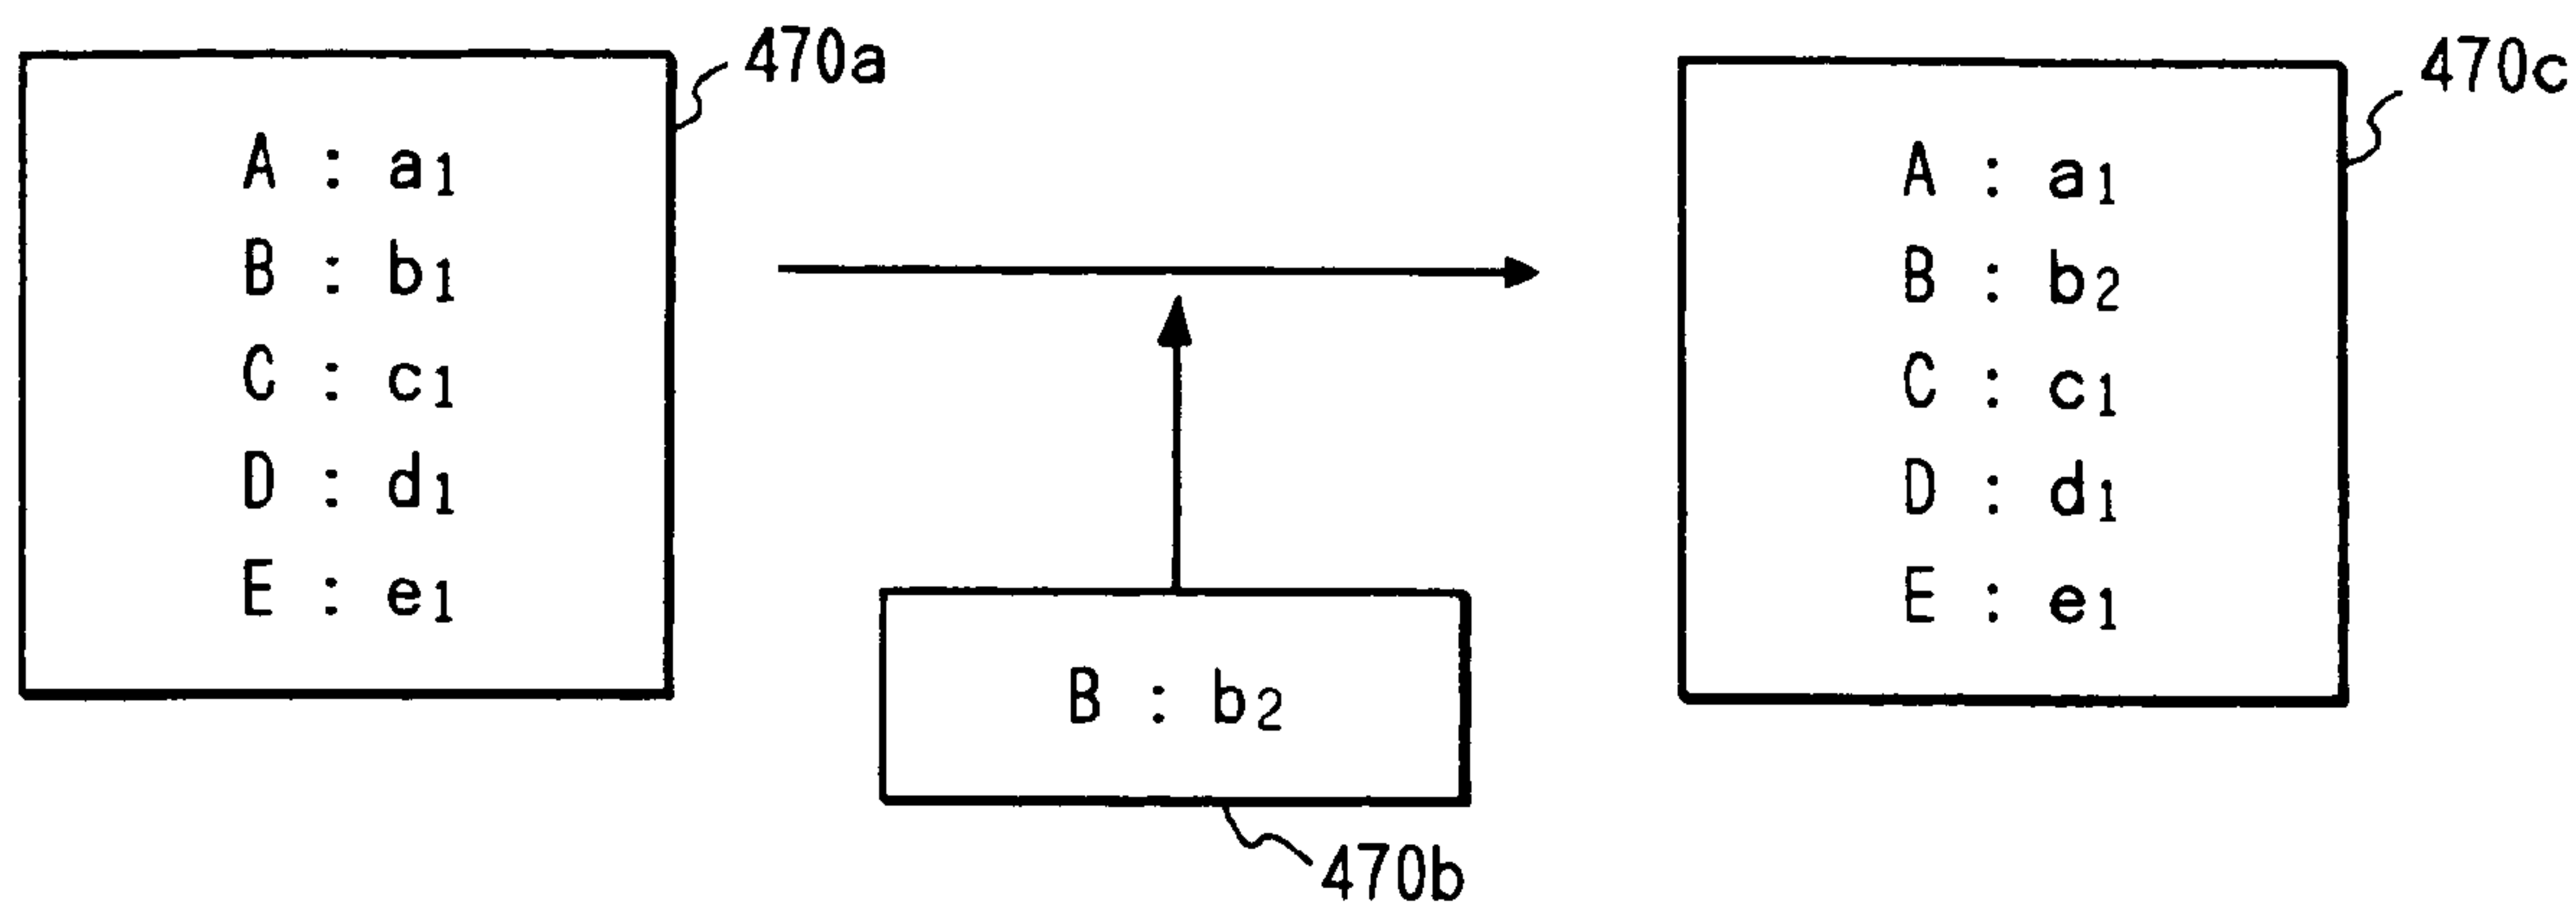 470a
A : a1
B : b1
C : c1
D : d1
E : e1
B : b2
470b
470c
A : a1
B : b2
C : c1
D : d1
E : e1